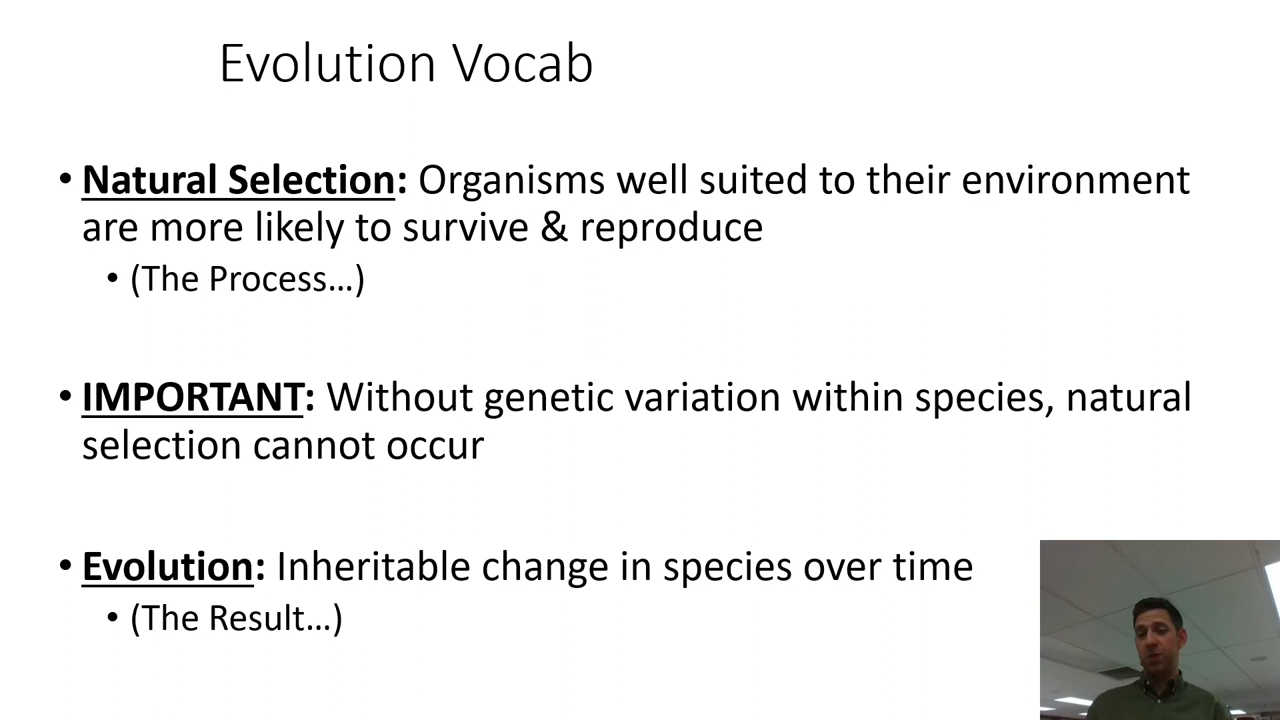 Evolution Vocab
• Natural Selection: Organisms well suited to their environment
are more likely to survive & reproduce
• (The Process...)
• IMPORTANT: Without genetic variation within species, natural
selection cannot occur
• Evolution: Inheritable change in species over time
• (The Result...)